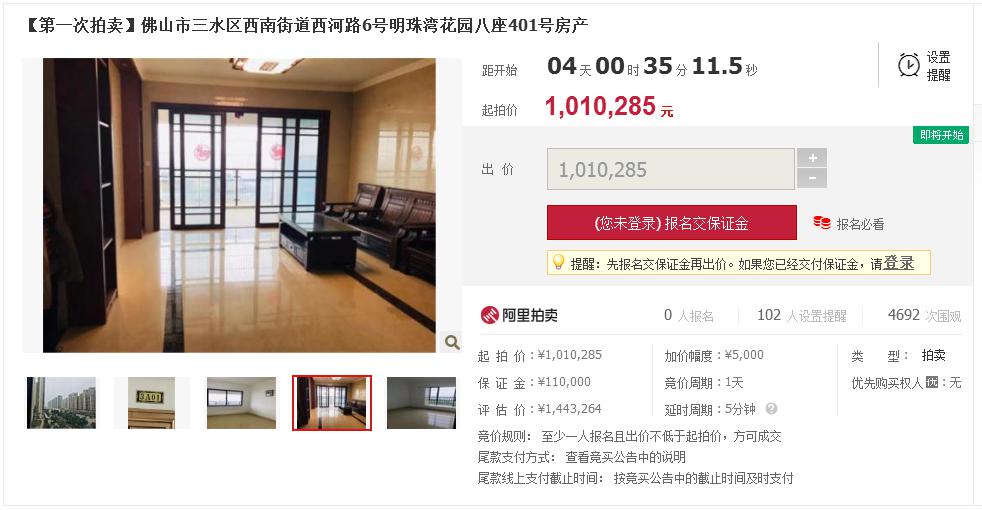 【第一次拍卖】佛山市三水区西南街道西河路6号明珠湾花园八座401号房产
距开始 04 天 00 时 35 分 11.5 秒
设置提醒
起拍价 1,010,285 元
即将开始
出 价 1,010,285 + −
(您未登录) 报名交保证金 报名必看
提醒：先报名交保证金再出价。如果您已经交付保证金，请登录
阿里拍卖 0 人报名 102 人设置提醒 4692 次围观
起 拍 价：¥1,010,285 加价幅度：¥5,000 类 型： 拍卖
保 证 金：¥110,000 竞价周期：1天 优先购买权人 优：无
评 估 价：¥1,443,264 延时周期：5分钟 ?
竞价规则： 至少一人报名且出价不低于起拍价，方可成交
尾款支付方式： 查看竞买公告中的说明
尾款线上支付截止时间： 按竞买公告中的截止时间及时支付